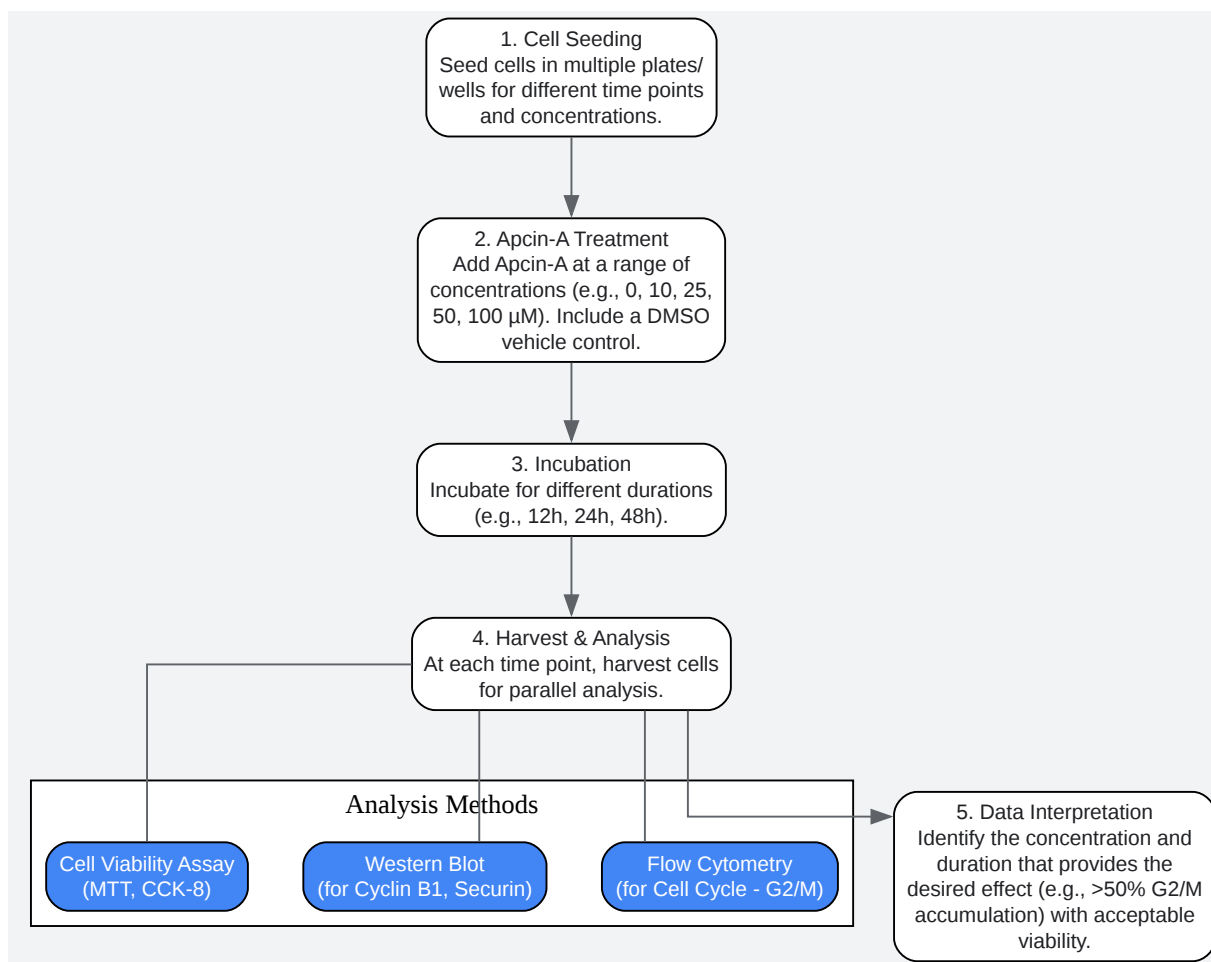 1. Cell Seeding
Seed cells in multiple plates/
wells for different time points
and concentrations.
2. Apcin-A Treatment
Add Apcin-A at a range of
concentrations (e.g., 0, 10, 25,
50, 100 µM). Include a DMSO
vehicle control.
3. Incubation
Incubate for different durations
(e.g., 12h, 24h, 48h).
4. Harvest & Analysis
At each time point, harvest cells
for parallel analysis.
Analysis Methods
Cell Viability Assay
(MTT, CCK-8)
Western Blot
(for Cyclin B1, Securin)
Flow Cytometry
(for Cell Cycle - G2/M)
5. Data Interpretation
Identify the concentration and
duration that provides the
desired effect (e.g., >50% G2/M
accumulation) with acceptable
viability.